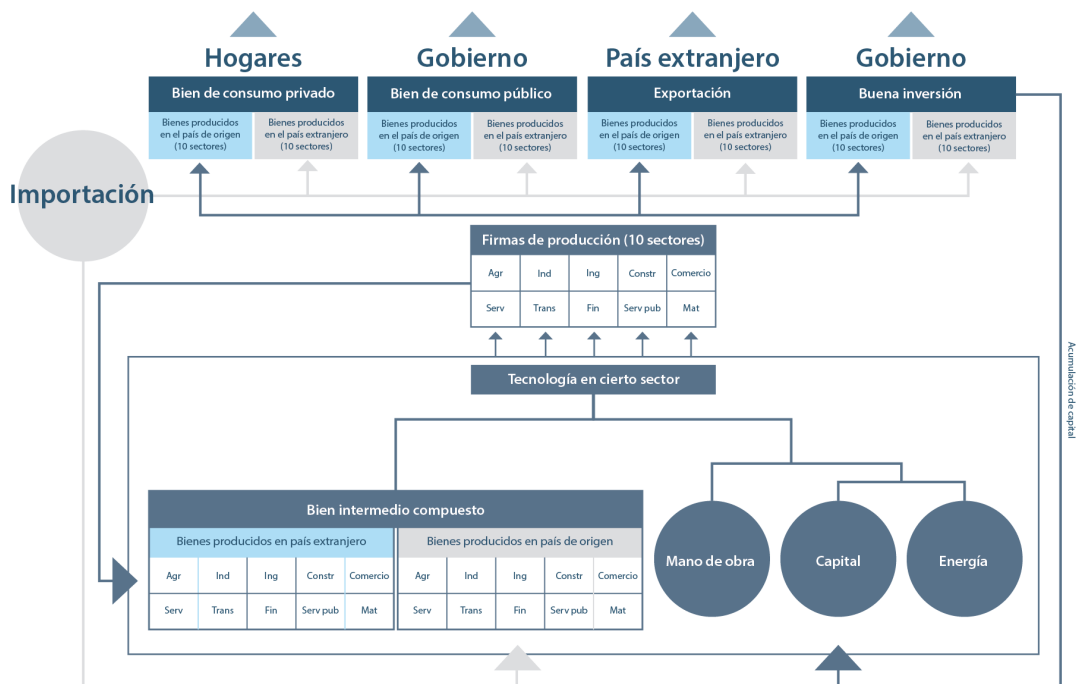 Hogares
Gobierno
País extranjero
Gobierno
Bien de consumo privado
Bien de consumo público
Exportación
Buena inversión
Bienes producidos
en el país de origen
(10 sectores)
Bienes producidos
en el país extranjero
(10 sectores)
Bienes producidos
en el país de origen
(10 sectores)
Bienes producidos
en el país extranjero
(10 sectores)
Bienes producidos
en el país de origen
(10 sectores)
Bienes producidos
en el país extranjero
(10 sectores)
Bienes producidos
en el país de origen
(10 sectores)
Bienes producidos
en el país extranjero
(10 sectores)
Importación
Firmas de producción (10 sectores)
Agr
Ind
Ing
Constr
Comercio
Serv
Trans
Fin
Serv pub
Mat
Acumulación de capital
Tecnología en cierto sector
Bien intermedio compuesto
Bienes producidos en país extranjero
Bienes producidos en país de origen
Agr
Ind
Ing
Constr
Comercio
Agr
Ind
Ing
Constr
Comercio
Serv
Trans
Fin
Serv pub
Mat
Serv
Trans
Fin
Serv pub
Mat
Mano de obra
Capital
Energía